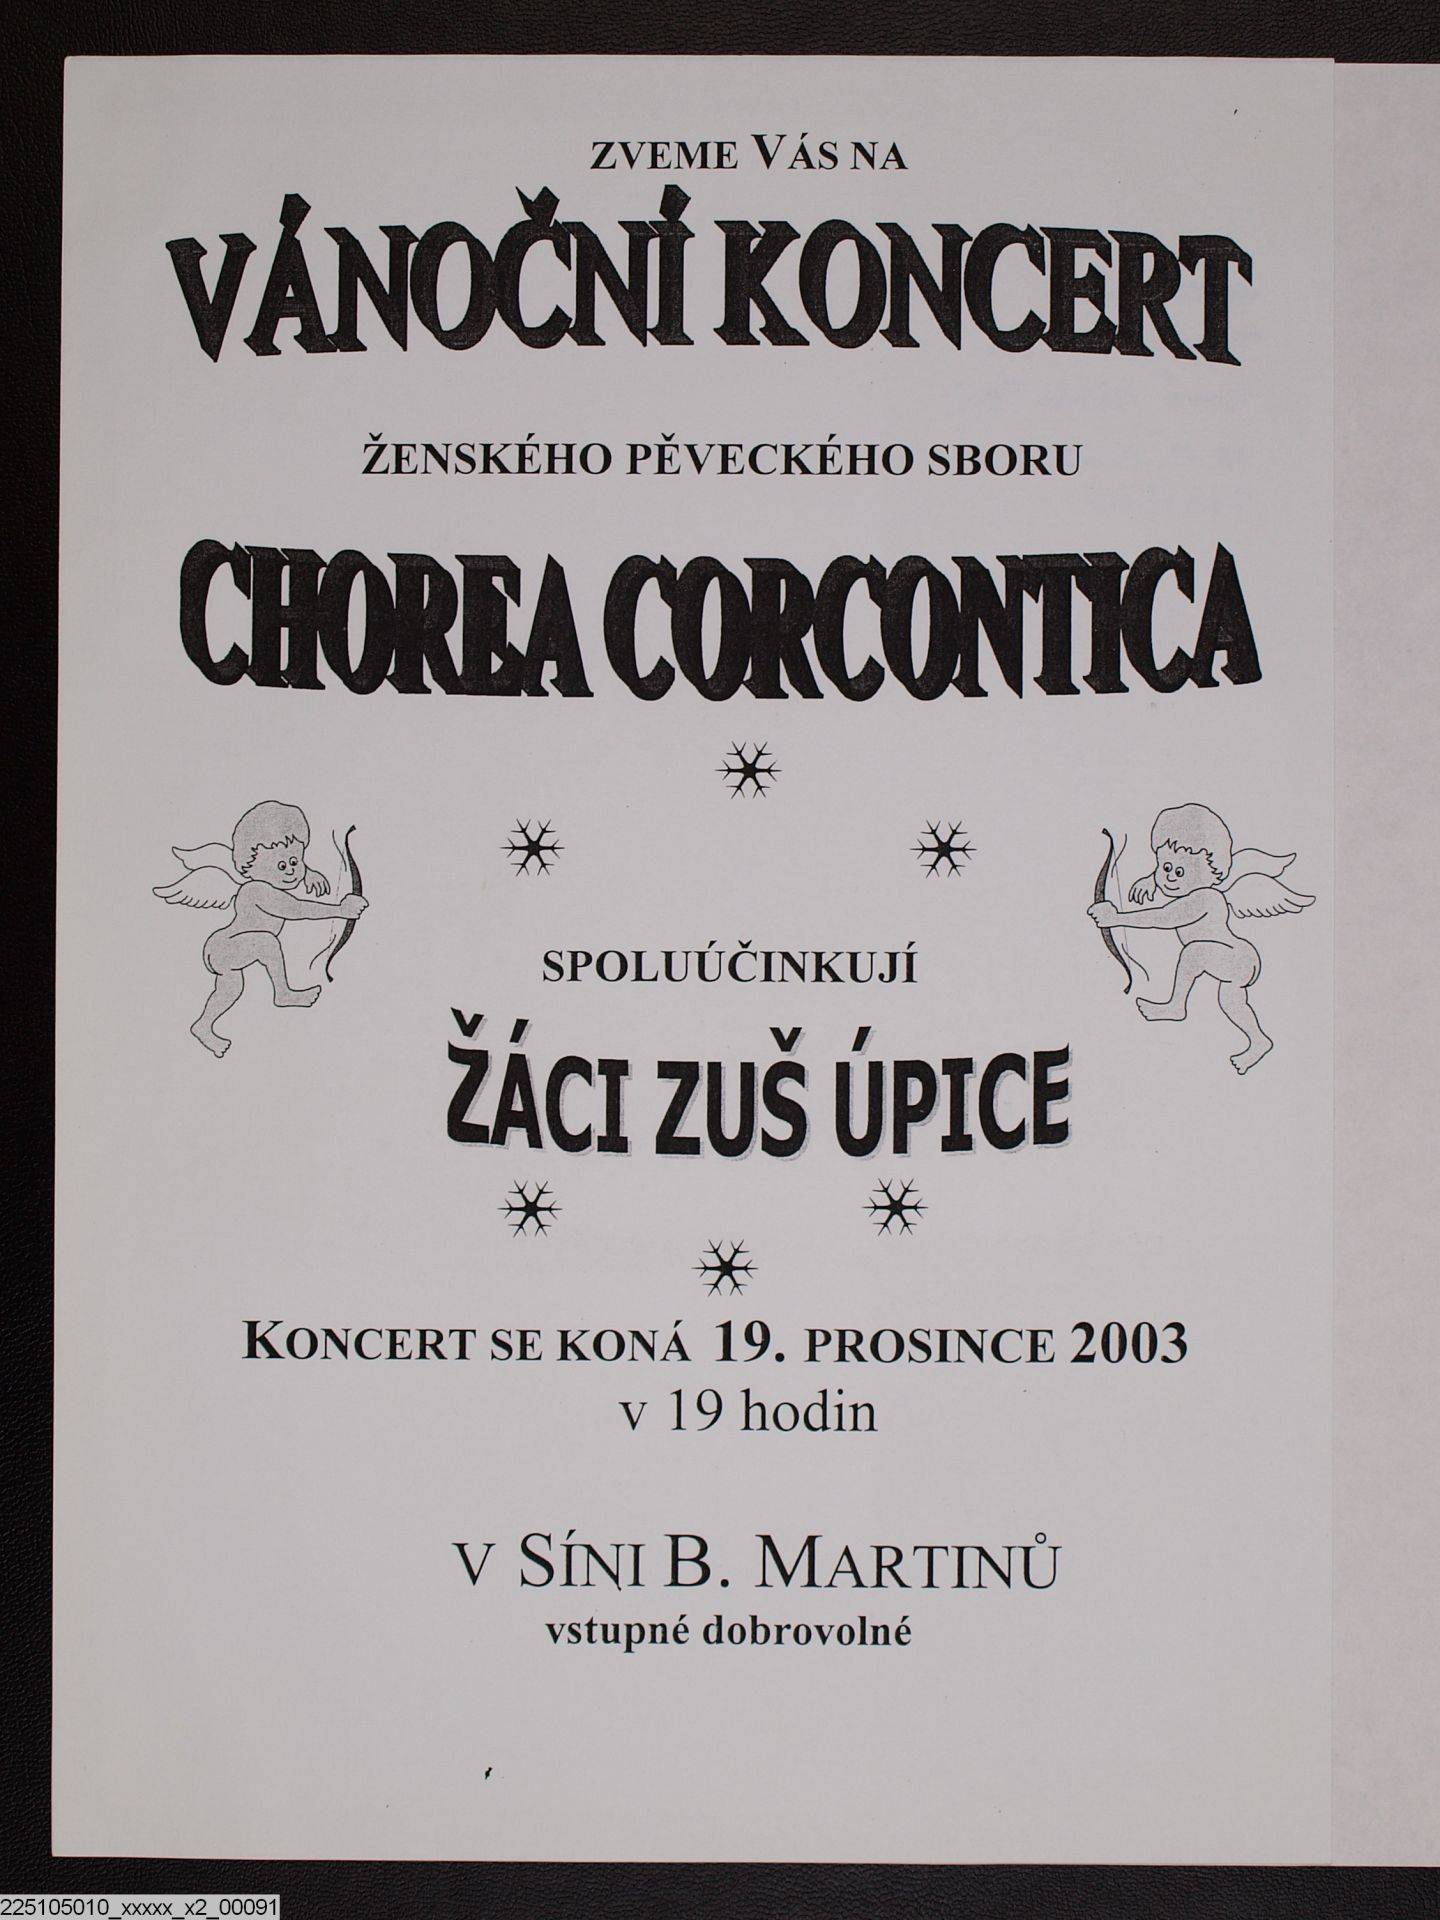 ZVEME VÁS NA
VÁNOČNÍ KONCERT
ŽENSKÉHO PĚVECKÉHO SBORU
CHOREA CORCONTICA
SPOLUÚČINKUJÍ
ŽÁCI ZUŠ ÚPICE
KONCERT SE KONÁ 19. PROSINCE 2003
v 19 hodin
V SÍNI B. MARTINŮ
vstupné dobrovolné
225105010_xxxxx_x2_00091